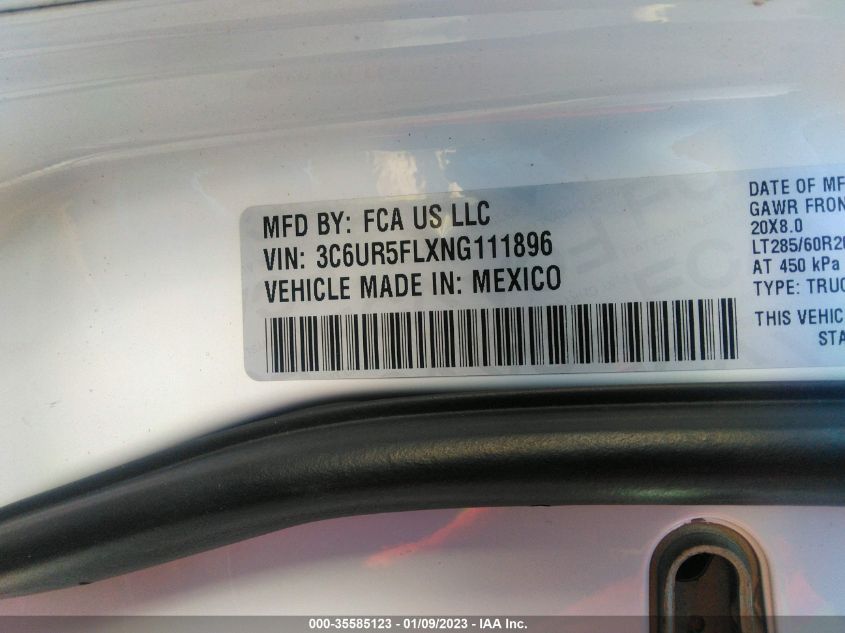 MFD BY: FCA US LLC
VIN: 3C6UR5FLXNG111896
VEHICLE MADE IN: MEXICO
DATE OF MF
GAWR FRON
20X8.0
LT285/60R20
AT 450 kPa
TYPE: TRUC
THIS VEHIC
STA
000-35585123 - 01/09/2023 - IAA Inc.